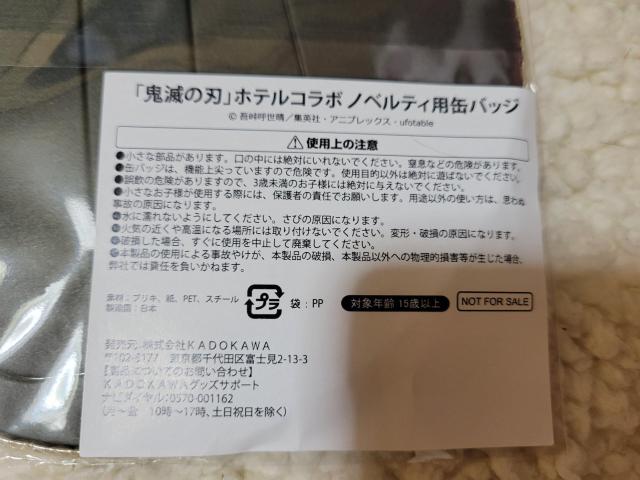 「鬼滅の刃」ホテルコラボ ノベルティ用缶バッジ
© 吾峠呼世晴／集英社・アニプレックス・ufotable
⚠使用上の注意
●小さな部品があります。口の中には絶対にいれないでください。窒息などの危険があります。
●缶バッジは、機能上尖っていますので危険です。使用目的以外は絶対に遊ばないでください。
●誤飲の危険がありますので、3歳未満のお子様には絶対に与えないでください。
●小さなお子様が使用する際には、保護者の責任でお願いします。用途以外の使い方は、思わぬ
事故の原因になります。
●水に濡れないようにしてください。さびの原因になります。
●火気の近くや高温になる場所には取り付けないでください。変形・破損の原因になります。
●破損した場合、すぐに使用を中止して廃棄してください。
●本製品の使用による事故やけが、本製品の破損、本製品以外への物理的損害等が生じた場合、
弊社では責任を負いかねます。
素材：ブリキ、紙、PET、スチール
製造国：日本
プラ 袋：PP
対象年齢 15歳以上
NOT FOR SALE
発売元：株式会社KADOKAWA
〒102-8177 東京都千代田区富士見2-13-3
【製品についてのお問い合わせ】
KADOKAWAグッズサポート
ナビダイヤル：0570-001162
（月～金 10時～17時、土日祝日を除く）